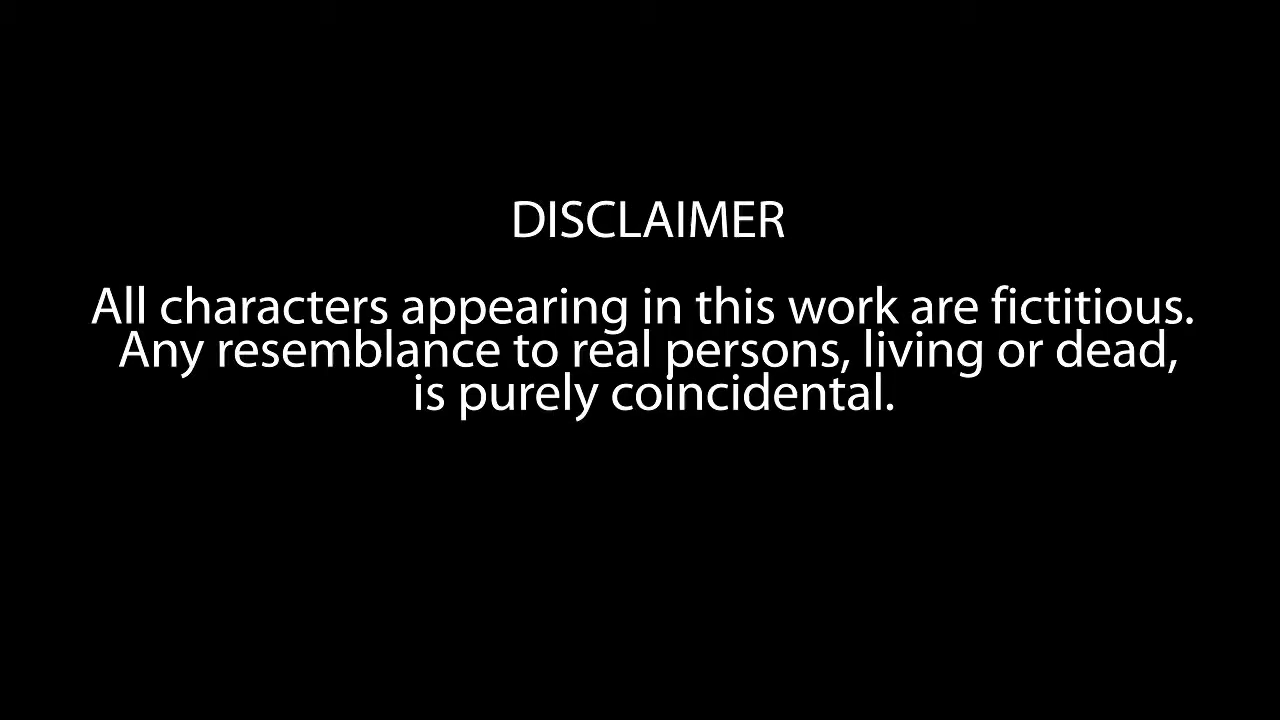 DISCLAIMER
All characters appearing in this work are fictitious.
Any resemblance to real persons, living or dead,
is purely coincidental.